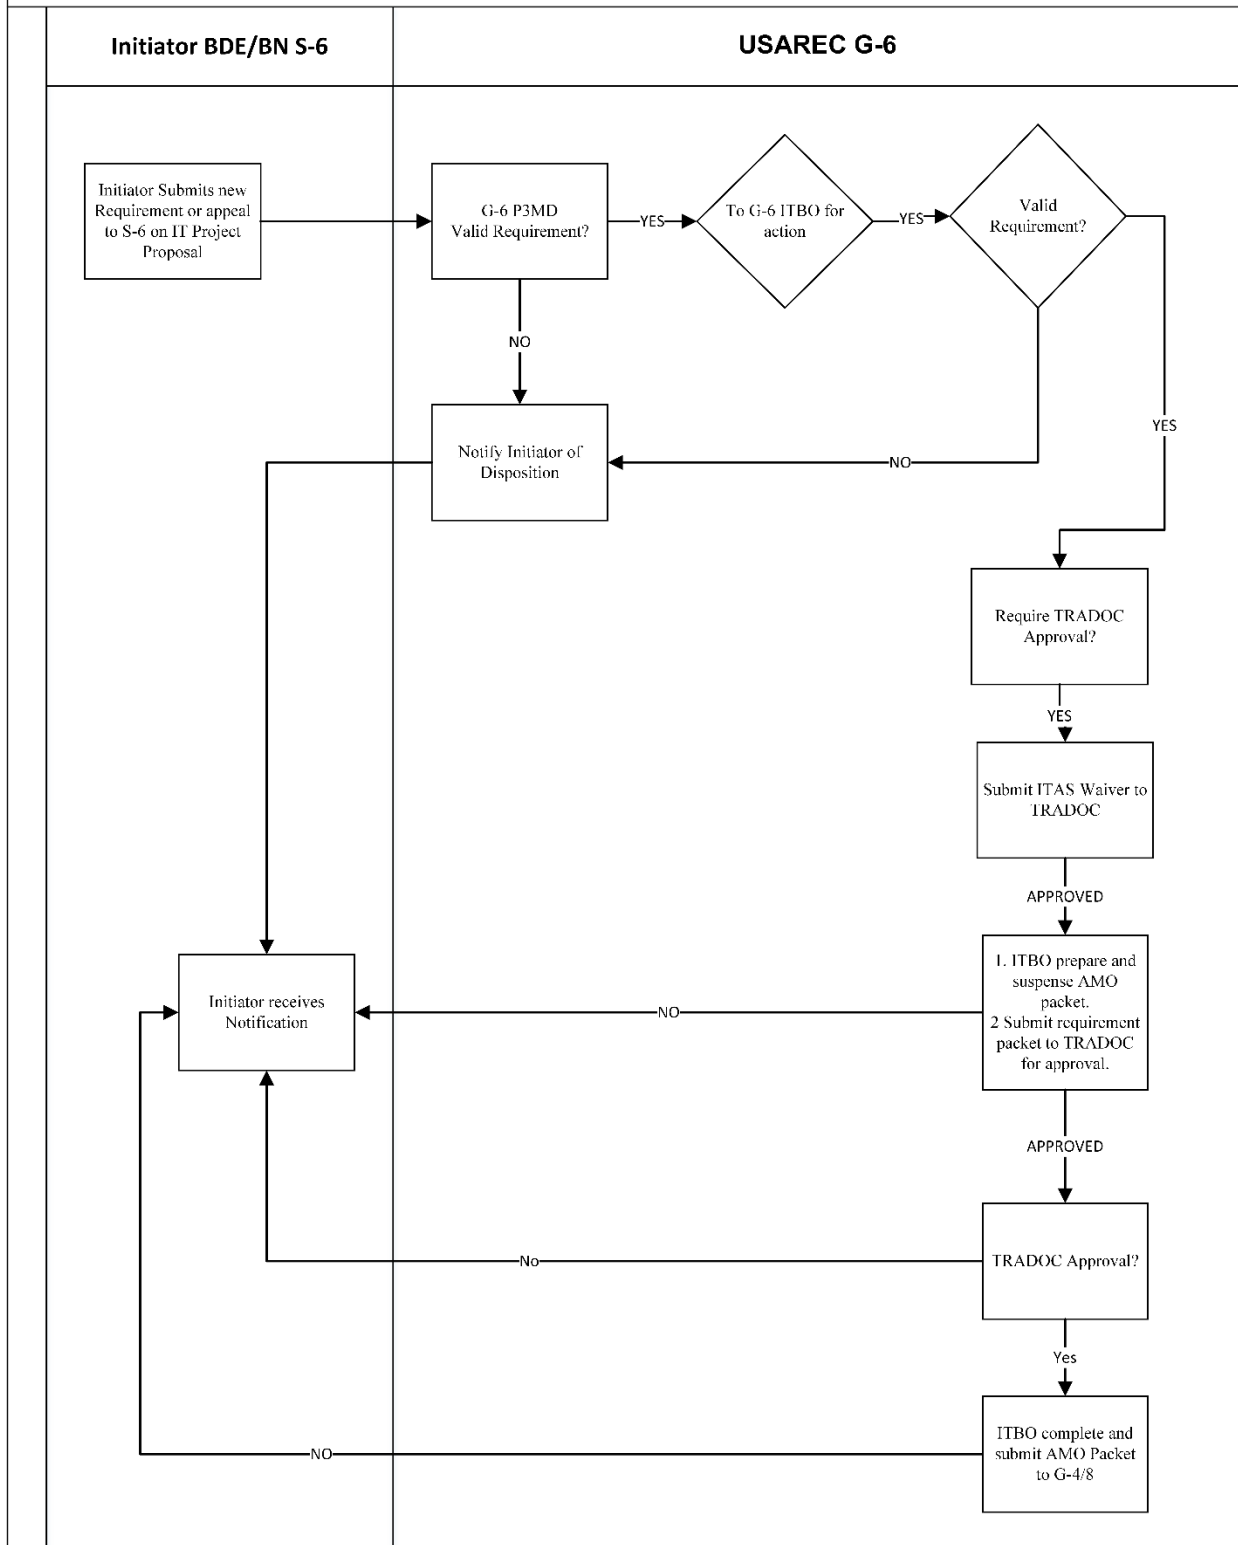 Initiator BDE/BN S-6
USAREC G-6
Initiator Submits new
Requirement or appeal
to S-6 on IT Project
Proposal
G-6 P3MD
Valid Requirement?
YES
To G-6 ITBO for
action
YES
Valid
Requirement?
NO
YES
Notify Initiator of
Disposition
NO
Require TRADOC
Approval?
YES
Submit ITAS Waiver to
TRADOC
APPROVED
Initiator receives
Notification
NO
1. ITBO prepare and
suspense AMO
packet.
2 Submit requirement
packet to TRADOC
for approval.
APPROVED
No
TRADOC Approval?
Yes
NO
ITBO complete and
submit AMO Packet
to G-4/8